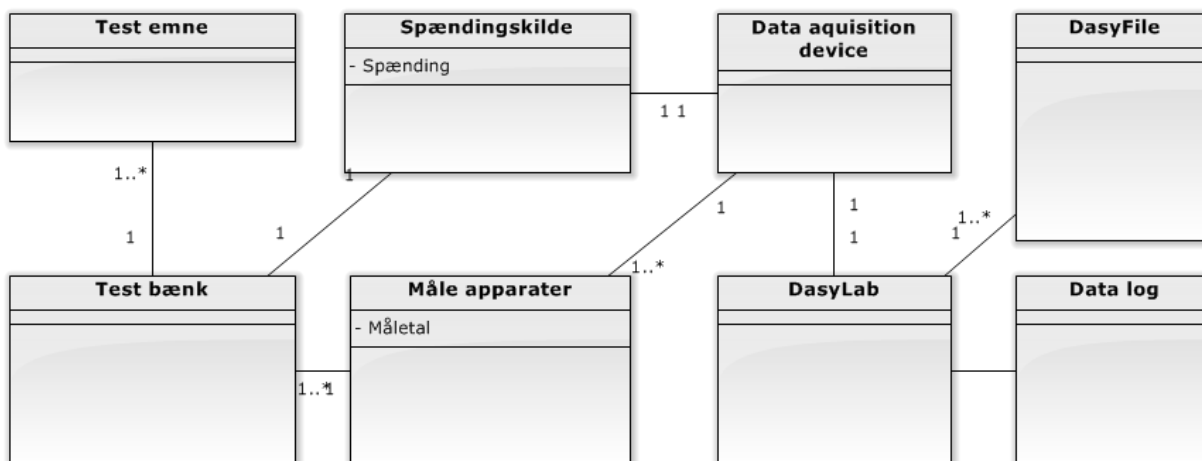 Test emne
Spændingskilde
- Spænding
Data aquisition
device
DasyFile
1 1
1..*
1
1
1
1
1
1..*
1
1
1..*
1
Test bænk
Måle apparater
- Måletal
DasyLab
Data log
1..*
1